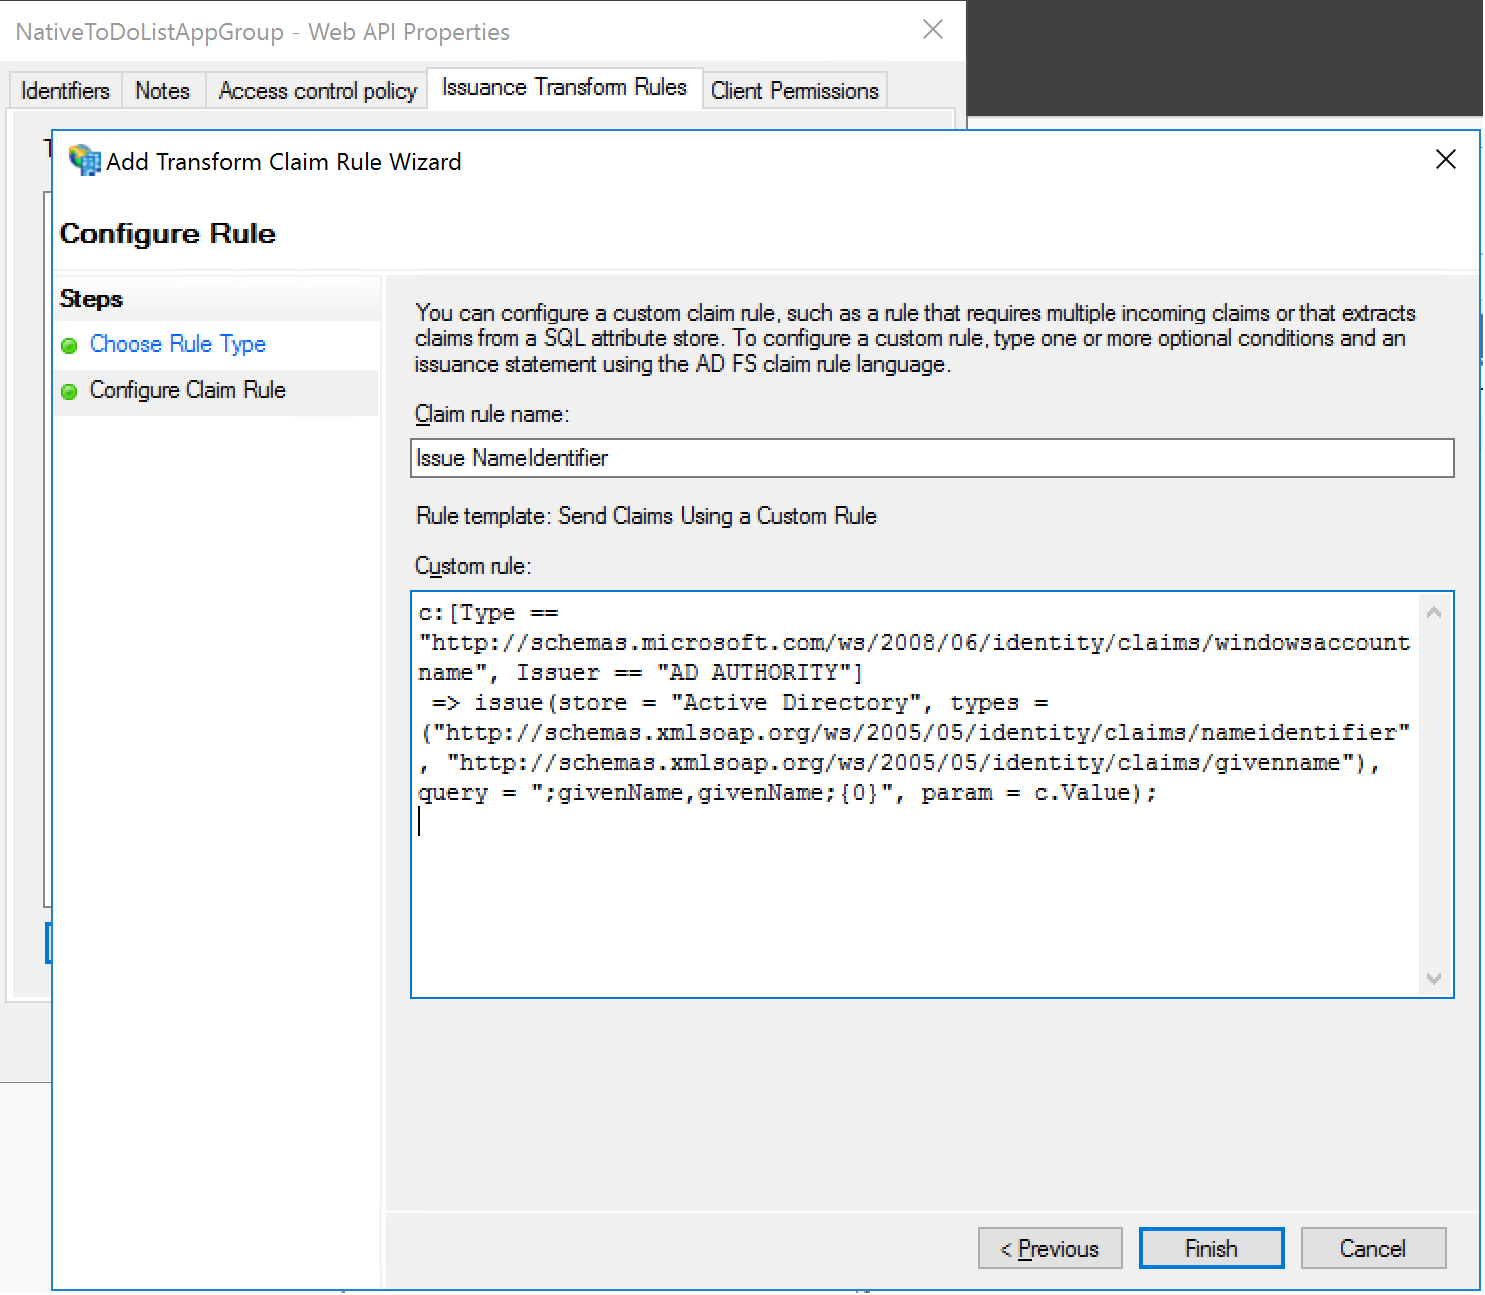 NativeToDoListAppGroup - Web API Properties
Identifiers Notes Access control policy Issuance Transform Rules Client Permissions
Add Transform Claim Rule Wizard
Configure Rule
Steps
Choose Rule Type
Configure Claim Rule
You can configure a custom claim rule, such as a rule that requires multiple incoming claims or that extracts
claims from a SQL attribute store. To configure a custom rule, type one or more optional conditions and an
issuance statement using the AD FS claim rule language.
Claim rule name:
Issue NameIdentifier
Rule template: Send Claims Using a Custom Rule
Custom rule:
c:[Type ==
"http://schemas.microsoft.com/ws/2008/06/identity/claims/windowsaccount
name", Issuer == "AD AUTHORITY"]
 => issue(store = "Active Directory", types =
("http://schemas.xmlsoap.org/ws/2005/05/identity/claims/nameidentifier"
, "http://schemas.xmlsoap.org/ws/2005/05/identity/claims/givenname"),
query = ";givenName,givenName;{0}", param = c.Value);
< Previous Finish Cancel